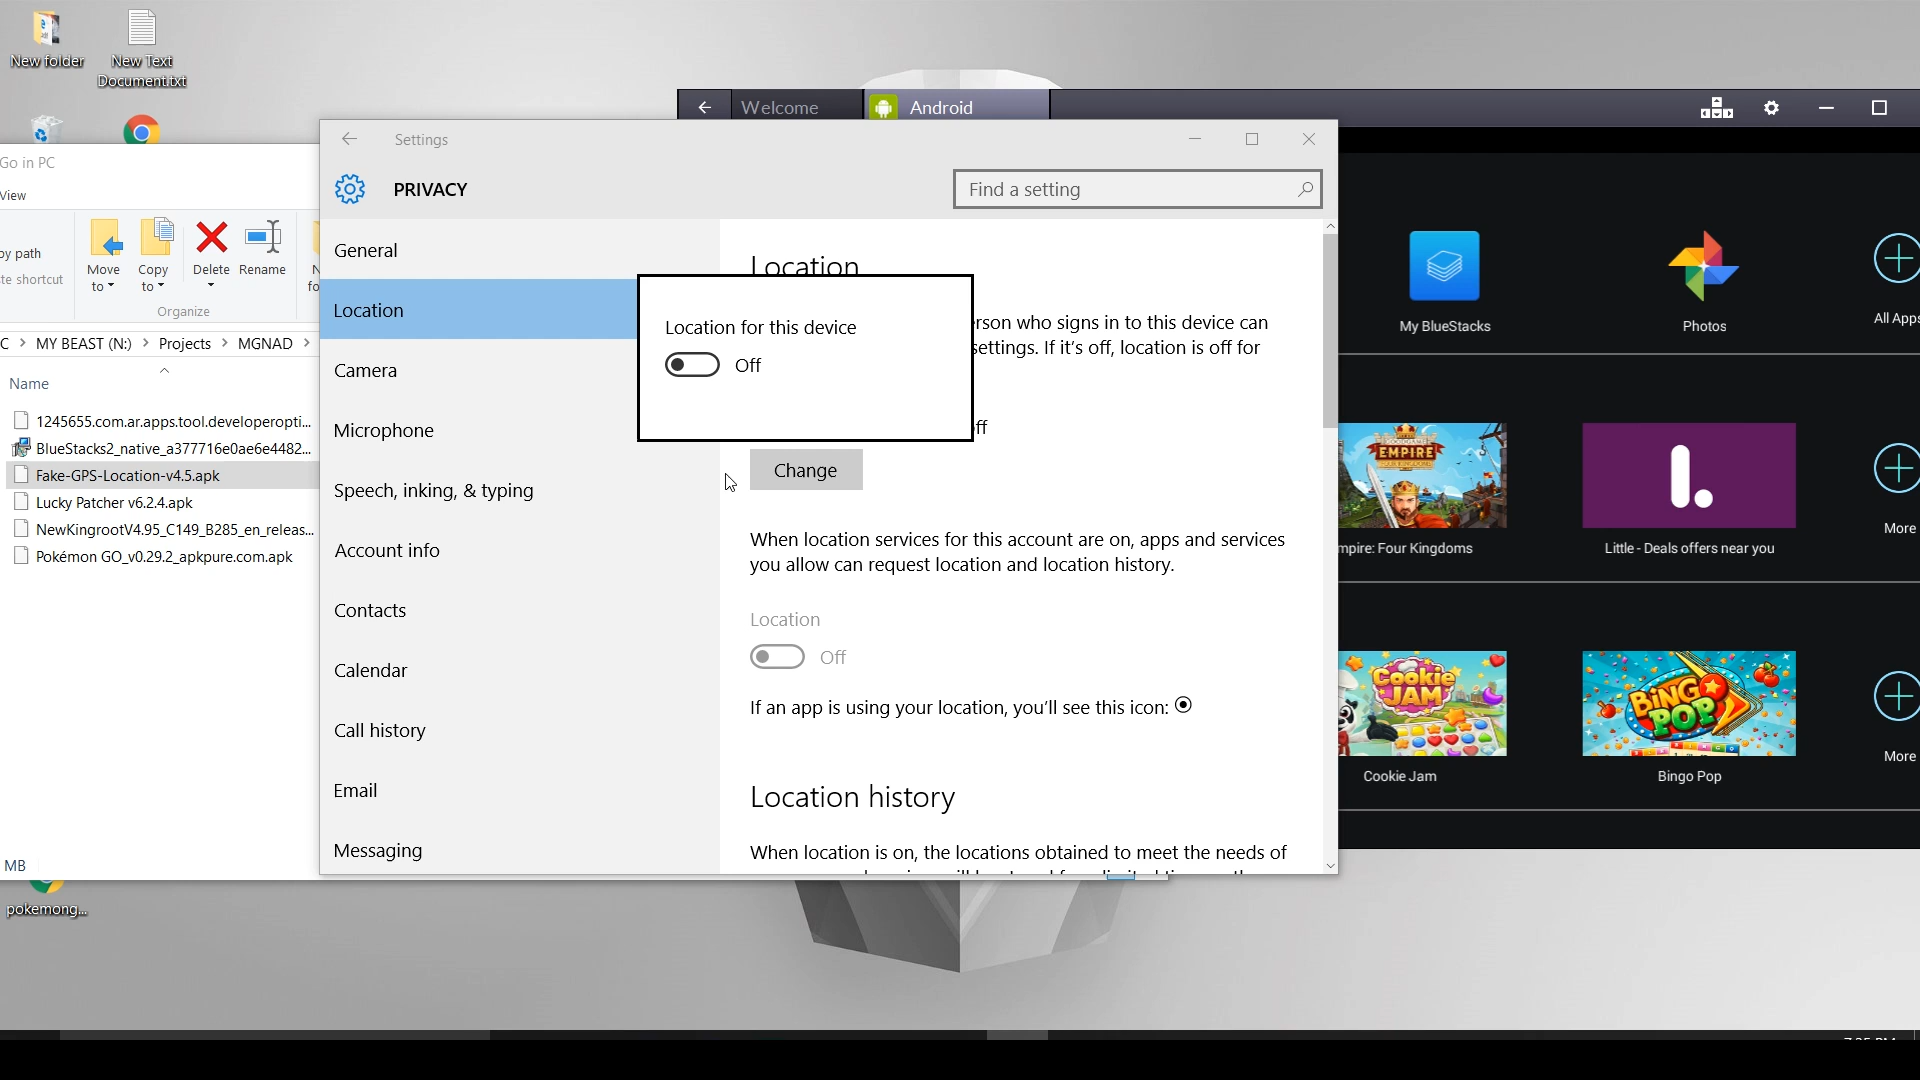 New folder
New Text
Document.txt
Welcome
Android
Go in PC
View
Move
to
Copy
to
Delete
Rename
Organize
MY BEAST (N:)
Projects
MGNAD
Name
1245655.com.ar.apps.tool.developeropti...
BlueStacks2_native_a377716e0ae6e4482...
Fake-GPS-Location-v4.5.apk
Lucky Patcher v6.2.4.apk
NewKingrootV4.95_C149_B285_en_releas...
Pokémon GO_v0.29.2_apkpure.com.apk
MB
pokemong...
Settings
PRIVACY
Find a setting
General
Location
Camera
Microphone
Speech, inking, & typing
Account info
Contacts
Calendar
Call history
Email
Messaging
Location
who signs in to this device can
settings. If it's off, location is off for
Location for this device
Off
Change
When location services for this account are on, apps and services
you allow can request location and location history.
Location
Off
If an app is using your location, you'll see this icon:
Location history
When location is on, the locations obtained to meet the needs of
My BlueStacks
Photos
All Apps
EMPIRE
FOUR KINGDOMS
Four Kingdoms
Little - Deals offers near you
More
Cookie
JAM
Cookie Jam
BINGO
POP
Bingo Pop
More